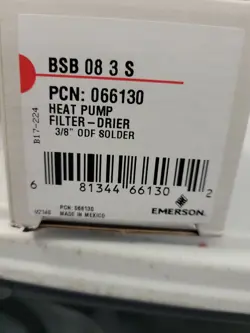 BSB 08 3 S
PCN: 066130
HEAT PUMP
FILTER-DRIER
3/8" ODF SOLDER
B17-224
6 81344 66130 2
PCN: 066130
MADE IN MEXICO
EMERSON